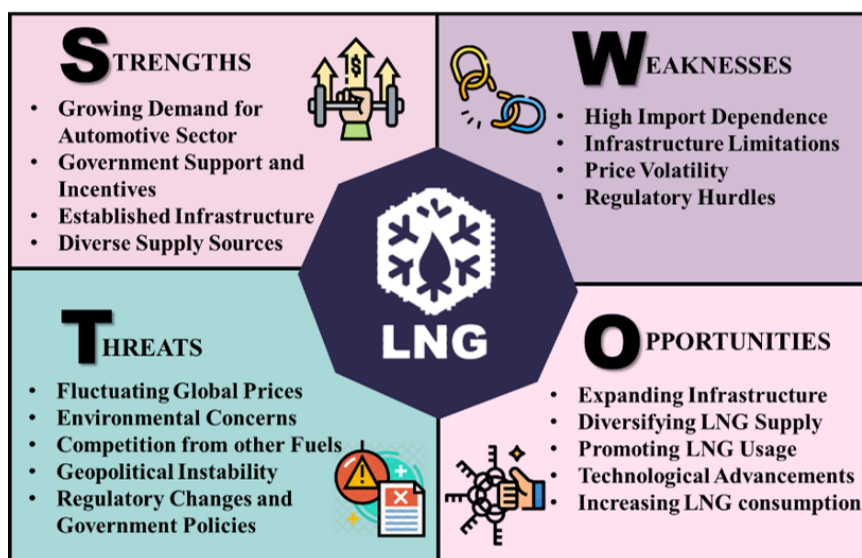 STRENGTHS
• Growing Demand for
Automotive Sector
• Government Support and
Incentives
• Established Infrastructure
• Diverse Supply Sources
WEAKNESSES
• High Import Dependence
• Infrastructure Limitations
• Price Volatility
• Regulatory Hurdles
LNG
THREATS
• Fluctuating Global Prices
• Environmental Concerns
• Competition from other Fuels
• Geopolitical Instability
• Regulatory Changes and
Government Policies
OPPORTUNITIES
• Expanding Infrastructure
• Diversifying LNG Supply
• Promoting LNG Usage
• Technological Advancements
• Increasing LNG consumption